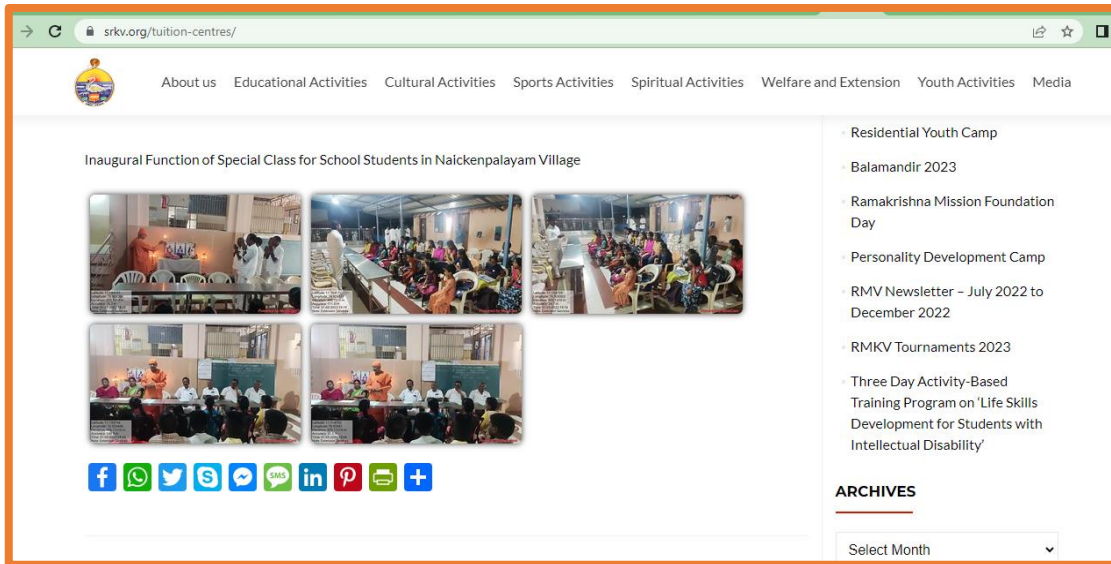 srkv.org/tuition-centres/
About us Educational Activities Cultural Activities Sports Activities Spiritual Activities Welfare and Extension Youth Activities Media
Inaugural Function of Special Class for School Students in Naickenpalayam Village
SMS
Residential Youth Camp
Balamandir 2023
Ramakrishna Mission Foundation
Day
Personality Development Camp
RMV Newsletter – July 2022 to
December 2022
RMKV Tournaments 2023
Three Day Activity-Based
Training Program on ‘Life Skills
Development for Students with
Intellectual Disability’
ARCHIVES
Select Month